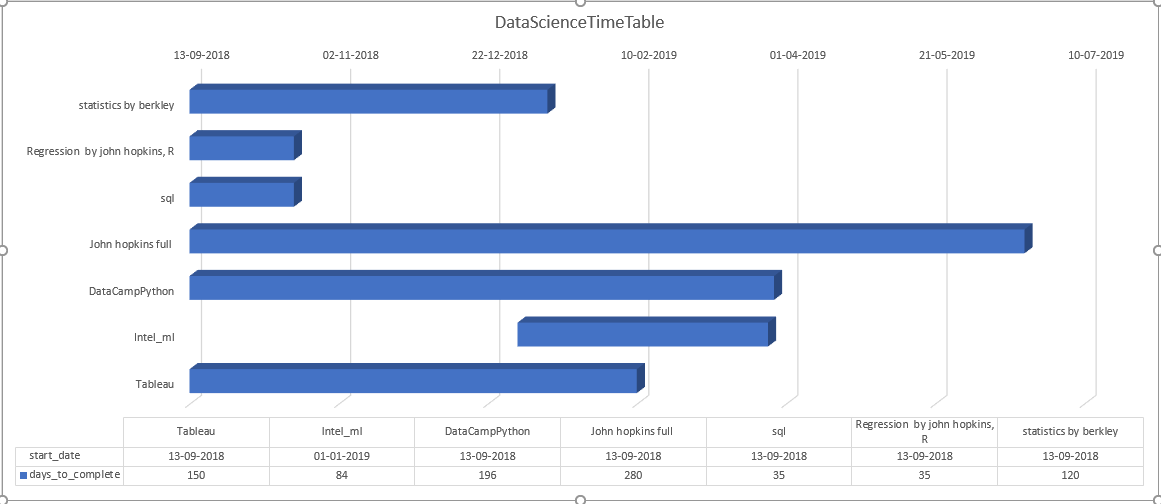 DataScienceTimeTable
13-09-2018 02-11-2018 22-12-2018 10-02-2019 01-04-2019 21-05-2019 10-07-2019
statistics by berkley
Regression by john hopkins, R
sql
John hopkins full
DataCampPython
Intel_ml
Tableau
Tableau Intel_ml DataCampPython John hopkins full sql Regression by john hopkins, R statistics by berkley
start_date 13-09-2018 01-01-2019 13-09-2018 13-09-2018 13-09-2018 13-09-2018 13-09-2018
days_to_complete 150 84 196 280 35 35 120